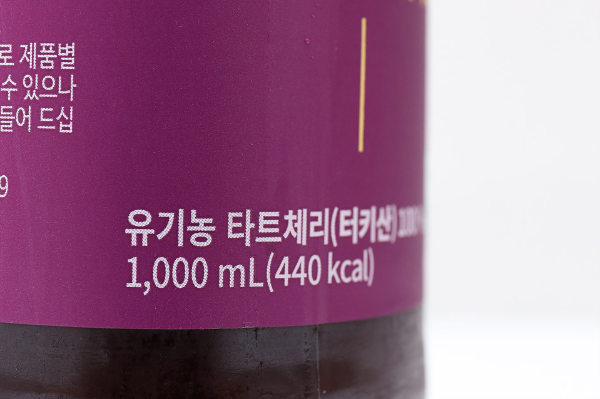 로 제품별
수 있으나
들어 드십
9
유기농 타트체리(터키산)
1,000 mL(440 kcal)